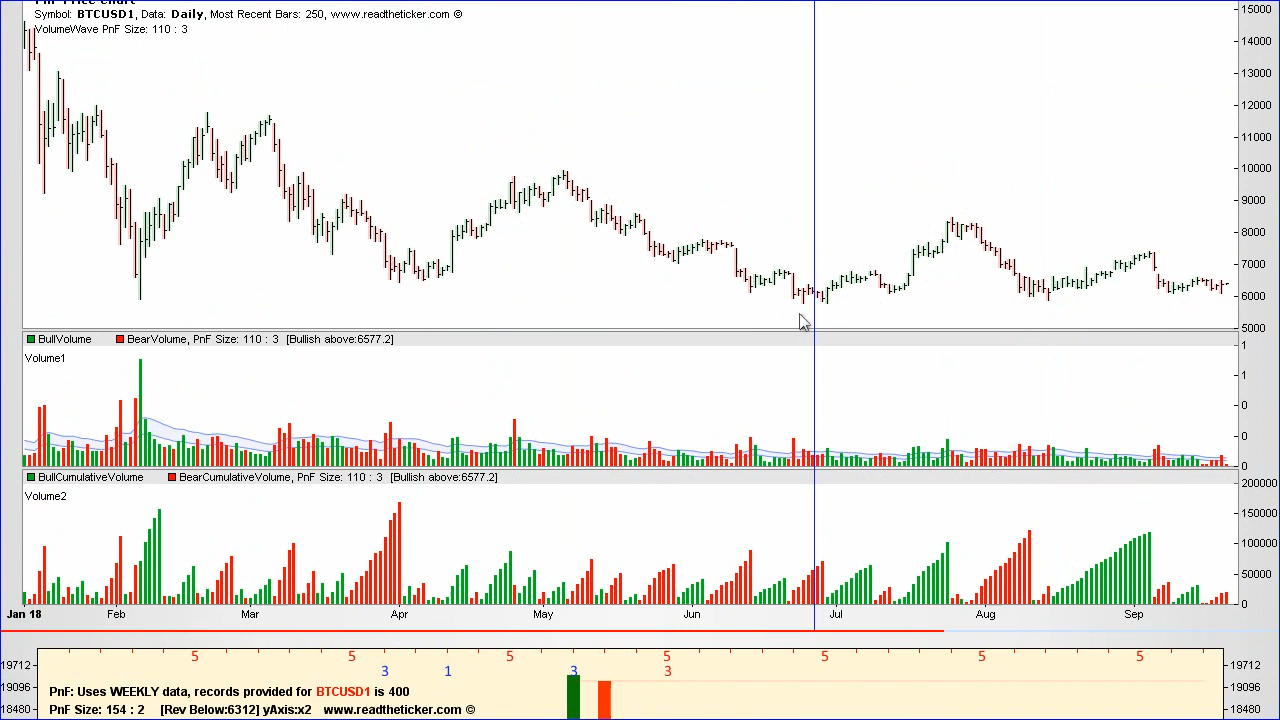 PnF Price Chart
Symbol: BTCUSD1, Data: Daily, Most Recent Bars: 250, www.readtheticker.com ©
VolumeWave PnF Size: 110 : 3
15000
14000
13000
12000
11000
10000
9000
8000
7000
6000
5000
BullVolume BearVolume, PnF Size: 110 : 3 [Bullish above:6577.2]
Volume1
1
1
0
0
0
BullCumulativeVolume BearCumulativeVolume, PnF Size: 110 : 3 [Bullish above:6577.2]
Volume2
200000
150000
100000
50000
0
Jan 18 Feb Mar Apr May Jun Jul Aug Sep
5 5 5 5 5 5 5
3 1 3 3
19712 19712
19096 19096
18480 18480
PnF: Uses WEEKLY data, records provided for BTCUSD1 is 400
PnF Size: 154 : 2 [Rev Below:6312] yAxis:x2 www.readtheticker.com ©